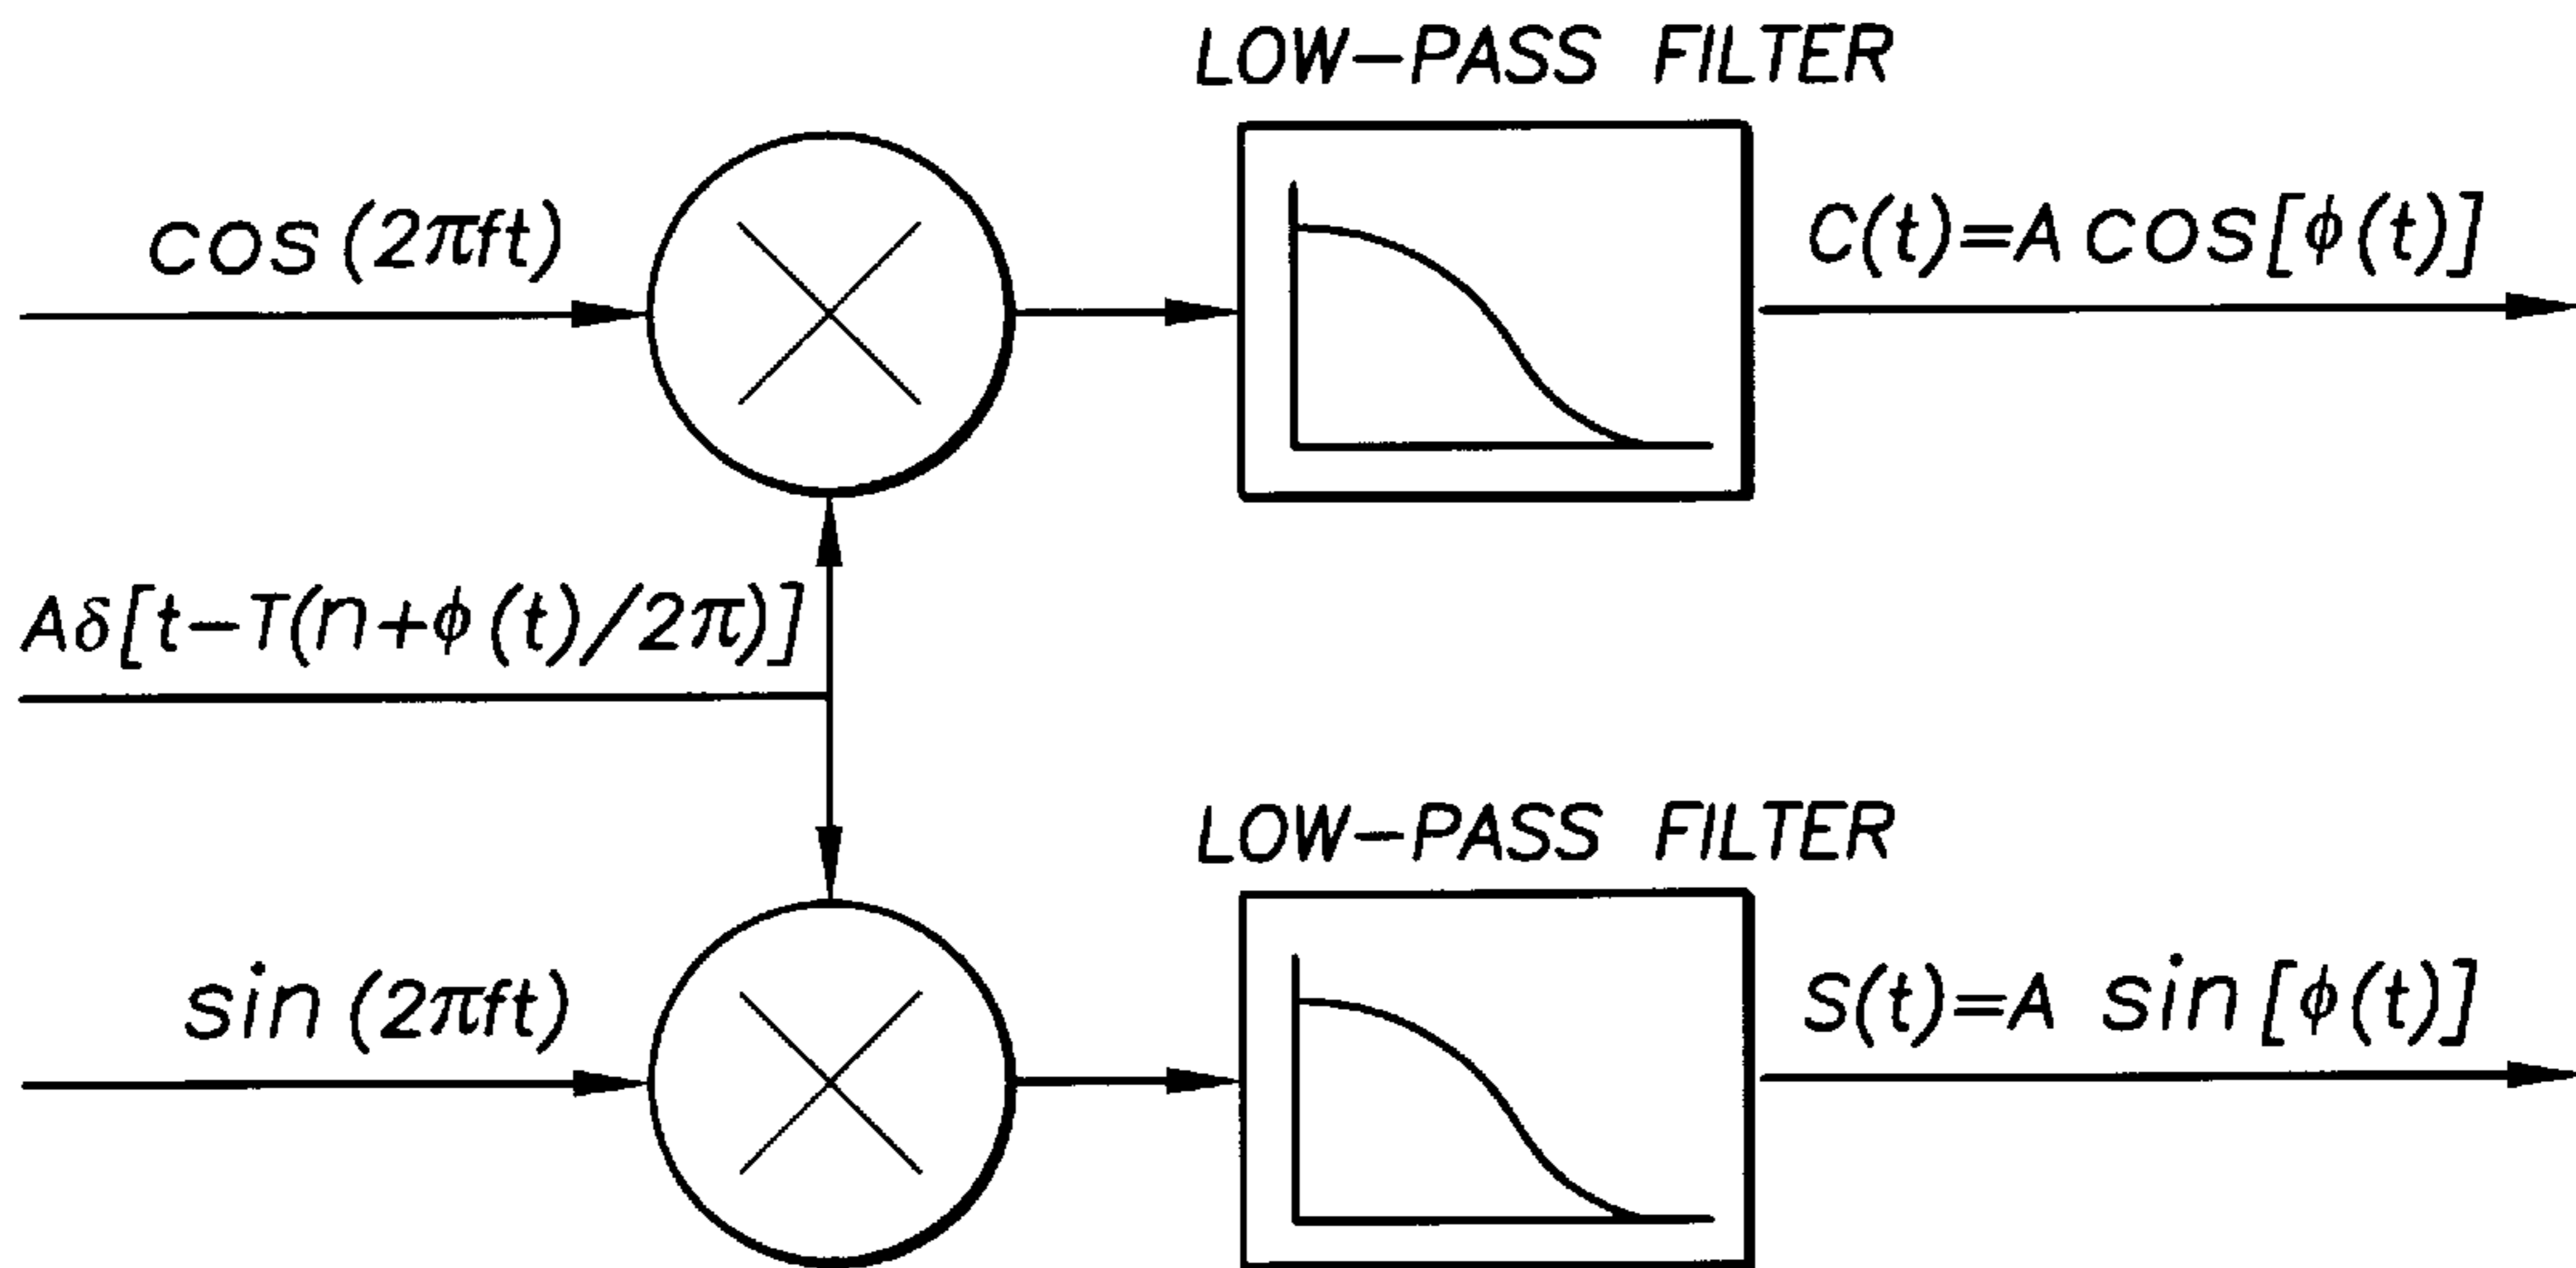 LOW-PASS FILTER
cos(2πft)
C(t)=A cos[ϕ(t)]
Aδ[t-T(n+ϕ(t)/2π)]
LOW-PASS FILTER
sin(2πft)
S(t)=A sin[ϕ(t)]